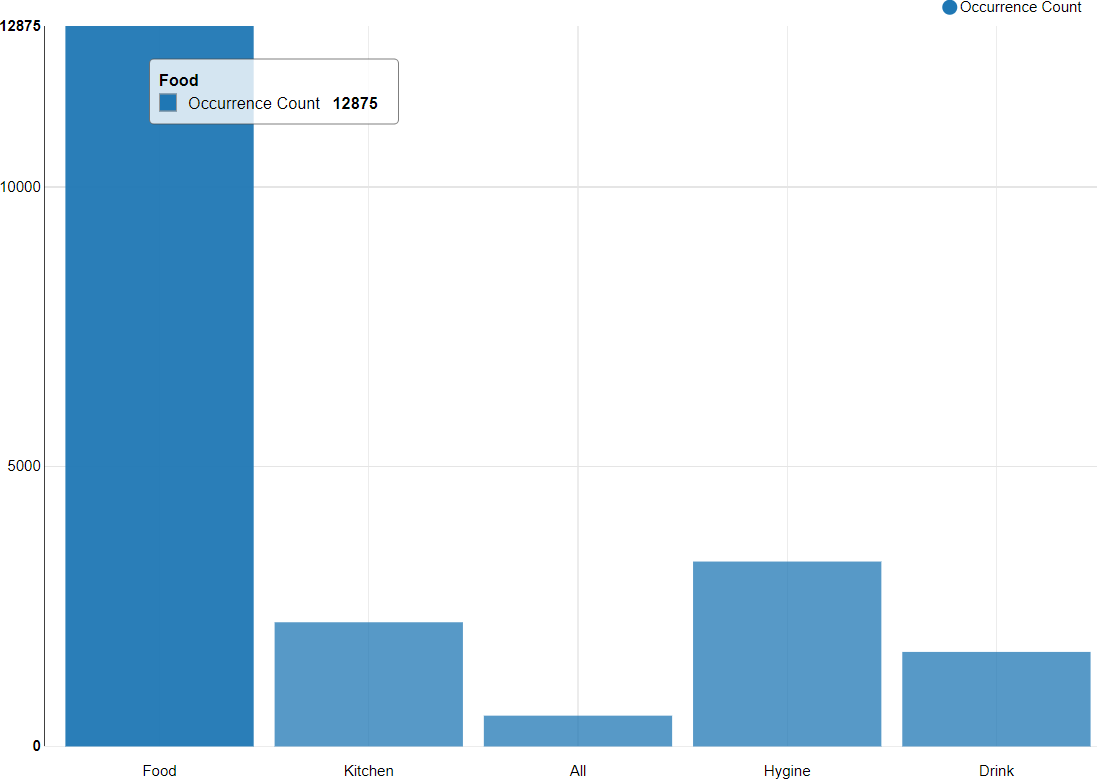 Occurrence Count
12875
Food
Occurrence Count 12875
10000
5000
0
Food Kitchen All Hygine Drink